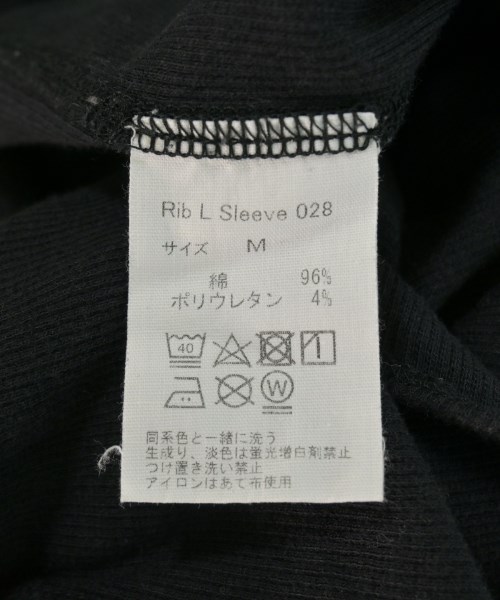 Rib L Sleeve 028
サイズ M
綿 96%
ポリウレタン 4%
40
W
同系色と一緒に洗う
生成り、淡色は蛍光増白剤禁止
つけ置き洗い禁止
アイロンはあて布使用